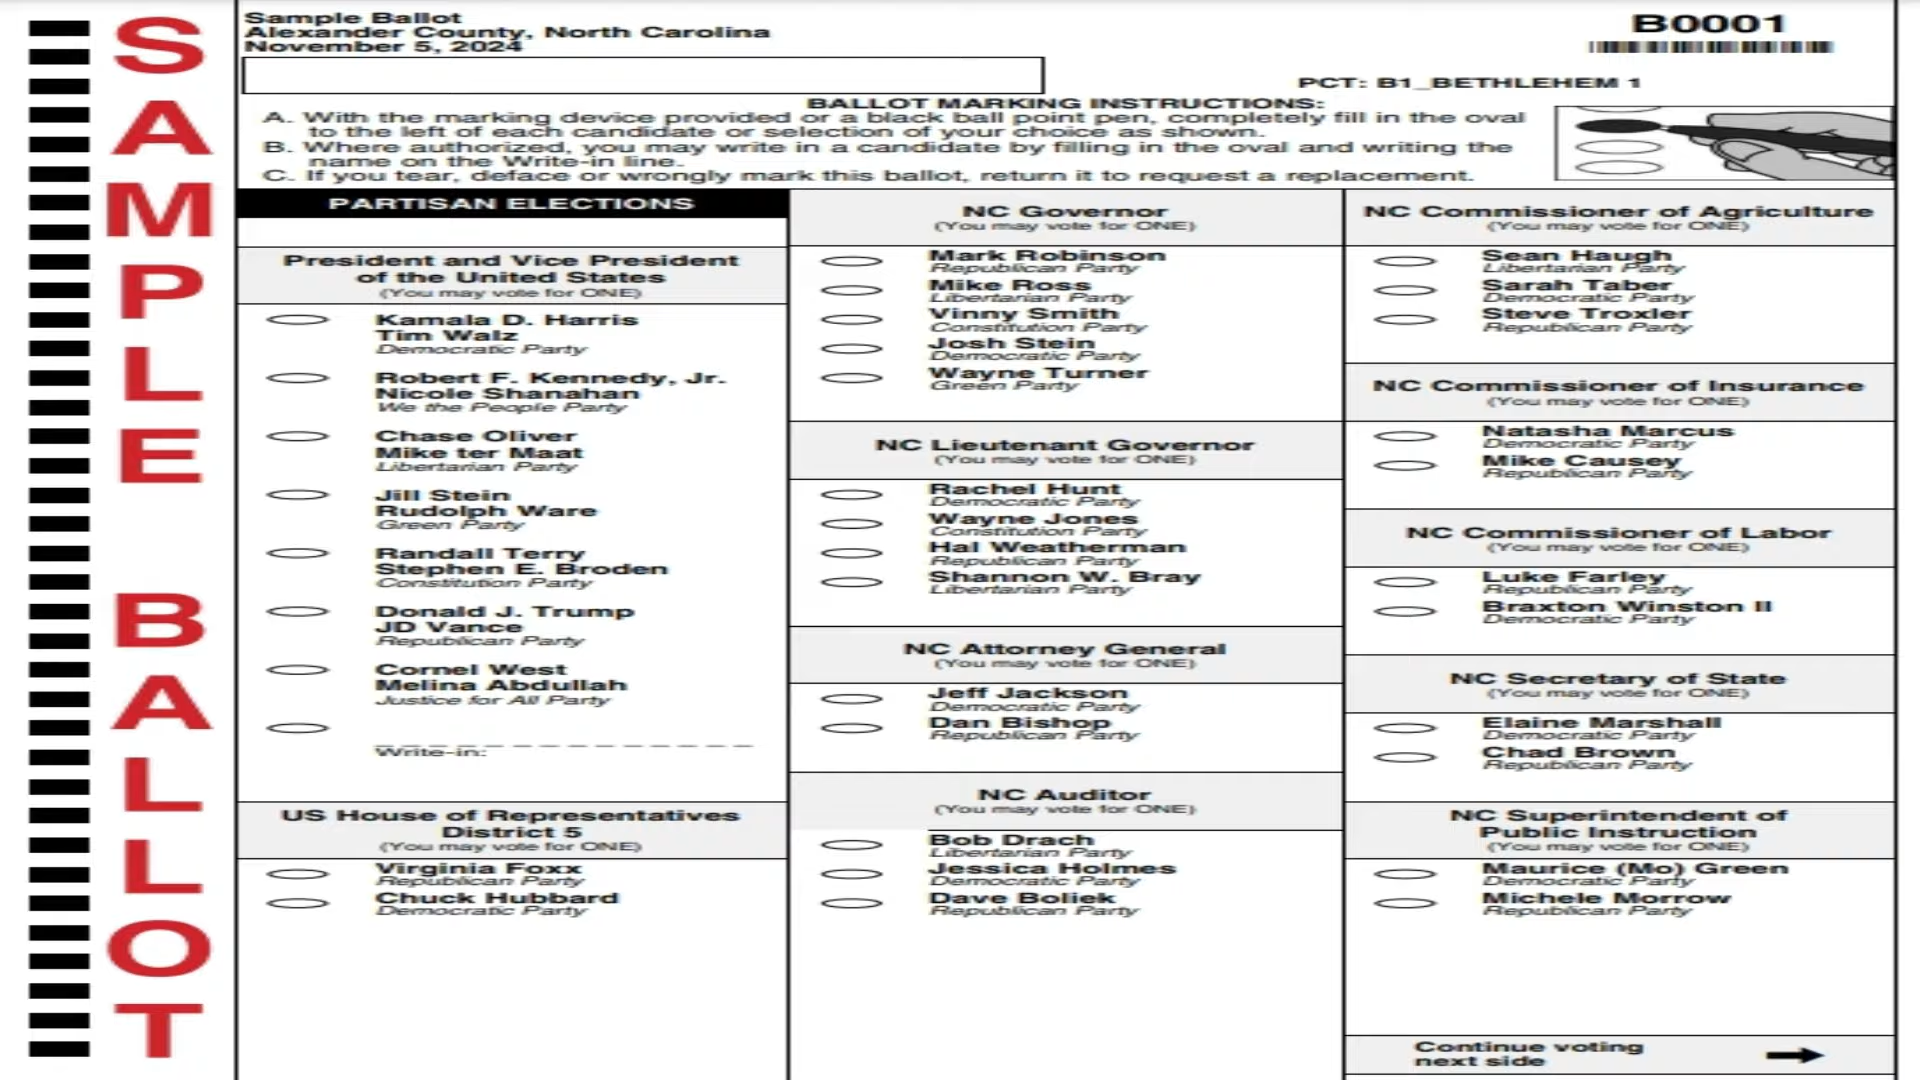 SAMPLE BALLOT
Sample Ballot
Alexander County, North Carolina
November 5, 2024
B0001
PCT: B1_BETHLEHEM 1
BALLOT MARKING INSTRUCTIONS:
A. With the marking device provided or a black ball point pen, completely fill in the oval
to the left of each candidate or selection of your choice as shown.
B. Where authorized, you may write in a candidate by filling in the oval and writing the
name on the Write-in line.
C. If you tear, deface or wrongly mark this ballot, return it to request a replacement.
PARTISAN ELECTIONS
President and Vice President
of the United States
(You may vote for ONE)
Kamala D. Harris
Tim Walz
Democratic Party
Robert F. Kennedy, Jr.
Nicole Shanahan
We the People Party
Chase Oliver
Mike ter Maat
Libertarian Party
Jill Stein
Rudolph Ware
Green Party
Randall Terry
Stephen E. Broden
Constitution Party
Donald J. Trump
JD Vance
Republican Party
Cornel West
Melina Abdullah
Justice for All Party
Write-in:
US House of Representatives
District 5
(You may vote for ONE)
Virginia Foxx
Republican Party
Chuck Hubbard
Democratic Party
NC Governor
(You may vote for ONE)
Mark Robinson
Republican Party
Mike Ross
Libertarian Party
Vinny Smith
Constitution Party
Josh Stein
Democratic Party
Wayne Turner
Green Party
NC Lieutenant Governor
(You may vote for ONE)
Rachel Hunt
Democratic Party
Wayne Jones
Constitution Party
Hal Weatherman
Republican Party
Shannon W. Bray
Libertarian Party
NC Attorney General
(You may vote for ONE)
Jeff Jackson
Democratic Party
Dan Bishop
Republican Party
NC Auditor
(You may vote for ONE)
Bob Drach
Libertarian Party
Jessica Holmes
Democratic Party
Dave Boliek
Republican Party
NC Commissioner of Agriculture
(You may vote for ONE)
Sean Haugh
Libertarian Party
Sarah Taber
Democratic Party
Steve Troxler
Republican Party
NC Commissioner of Insurance
(You may vote for ONE)
Natasha Marcus
Democratic Party
Mike Causey
Republican Party
NC Commissioner of Labor
(You may vote for ONE)
Luke Farley
Republican Party
Braxton Winston II
Democratic Party
NC Secretary of State
(You may vote for ONE)
Elaine Marshall
Democratic Party
Chad Brown
Republican Party
NC Superintendent of
Public Instruction
(You may vote for ONE)
Maurice (Mo) Green
Democratic Party
Michele Morrow
Republican Party
Continue voting
next side